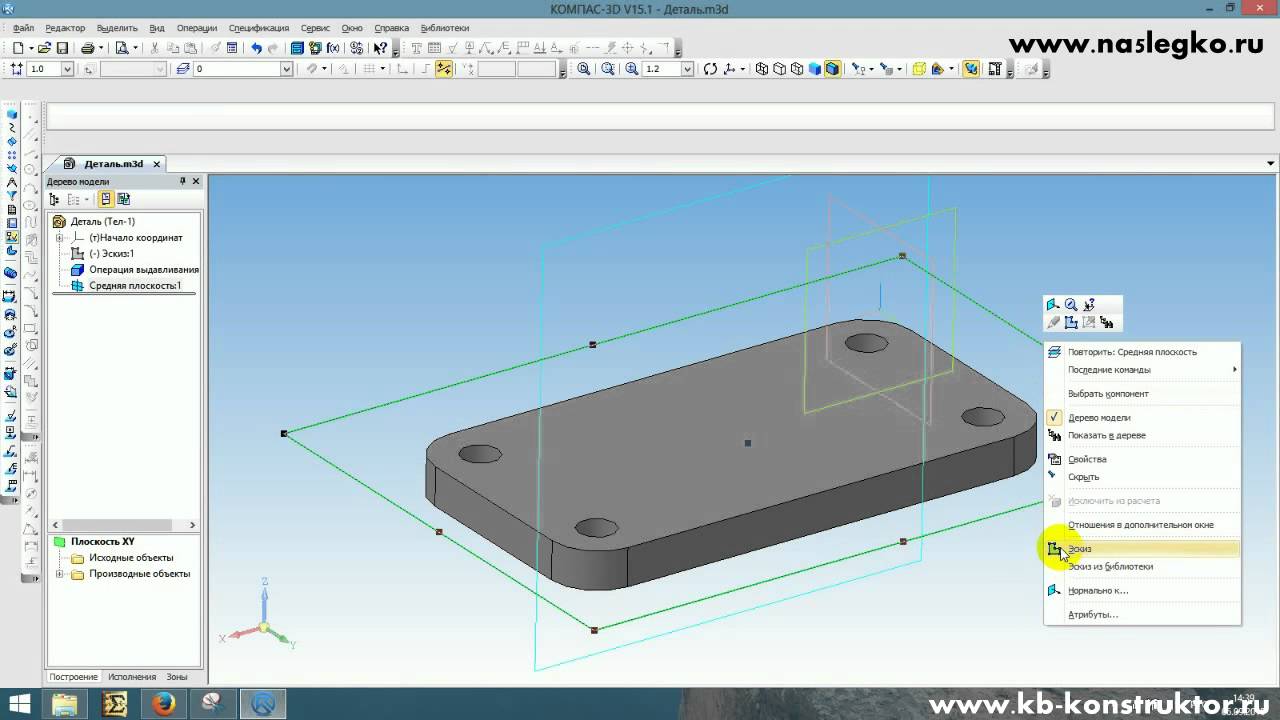 КОМПАС-3D V15.1 - Деталь.m3d
Файл Редактор Выделить Вид Операции Спецификация Сервис Окно Справка Библиотеки
www.naslegko.ru
1.0
0
1.2
Деталь.m3d
Дерево модели
Деталь (Тел-1)
(т)Начало координат
(-) Эскиз:1
Операция выдавливания
Средняя плоскость:1
Плоскость XY
Исходные объекты
Производные объекты
Построение Исполнения Зоны
Z
X
Y
Повторить: Средняя плоскость
Последние команды
Выбрать компонент
Дерево модели
Показать в дереве
Свойства
Скрыть
Исключить из расчета
Отношения в дополнительном окне
Эскиз
Эскиз из библиотеки
Нормально к...
Атрибуты...
14:39
www.kb-konstruktor.ru